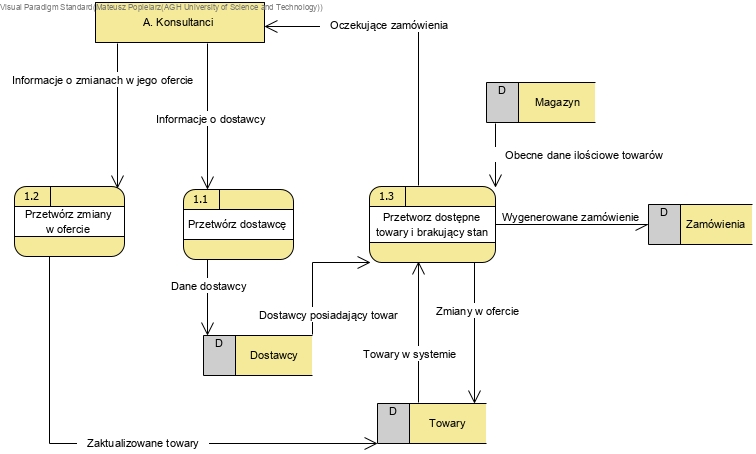 Visual Paradigm Standard(Mateusz Popielarz(AGH University of Science and Technology))
A. Konsultanci
Oczekujące zamówienia
Informacje o zmianach w jego ofercie
D
Magazyn
Informacje o dostawcy
Obecne dane ilościowe towarów
1.2
Przetwórz zmiany
w ofercie
1.1
Przetwórz dostawcę
1.3
Przetworz dostępne
towary i brakujący stan
Wygenerowane zamówienie
D
Zamówienia
Dane dostawcy
Dostawcy posiadający towar
Zmiany w ofercie
D
Dostawcy
Towary w systemie
D
Towary
Zaktualizowane towary